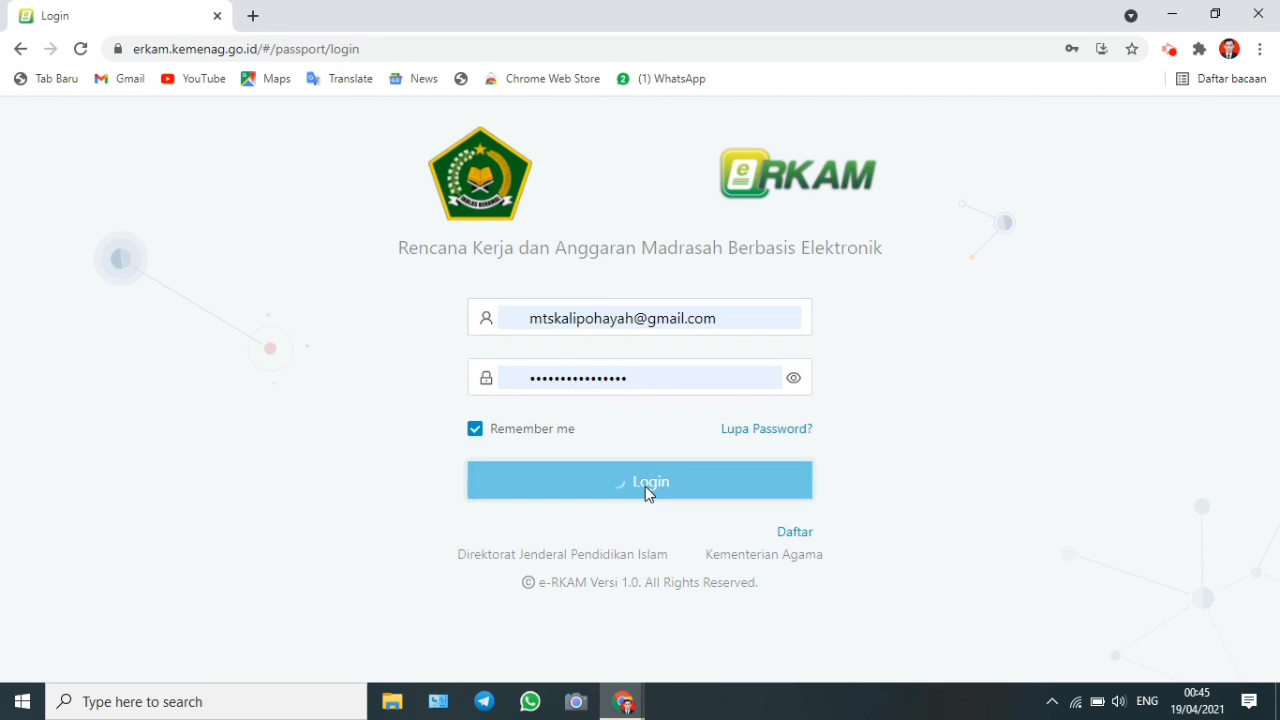 Login
erkam.kemenag.go.id/#/passport/login
Tab Baru Gmail YouTube Maps Translate News Chrome Web Store 2 (1) WhatsApp Daftar bacaan
IKHLAS BERAMAL
eRKAM
Rencana Kerja dan Anggaran Madrasah Berbasis Elektronik
mtskalipohayah@gmail.com
••••••••••••••••
Remember me Lupa Password?
Login
Daftar
Direktorat Jenderal Pendidikan Islam Kementerian Agama
© e-RKAM Versi 1.0. All Rights Reserved.
Type here to search
ENG
00:45
19/04/2021